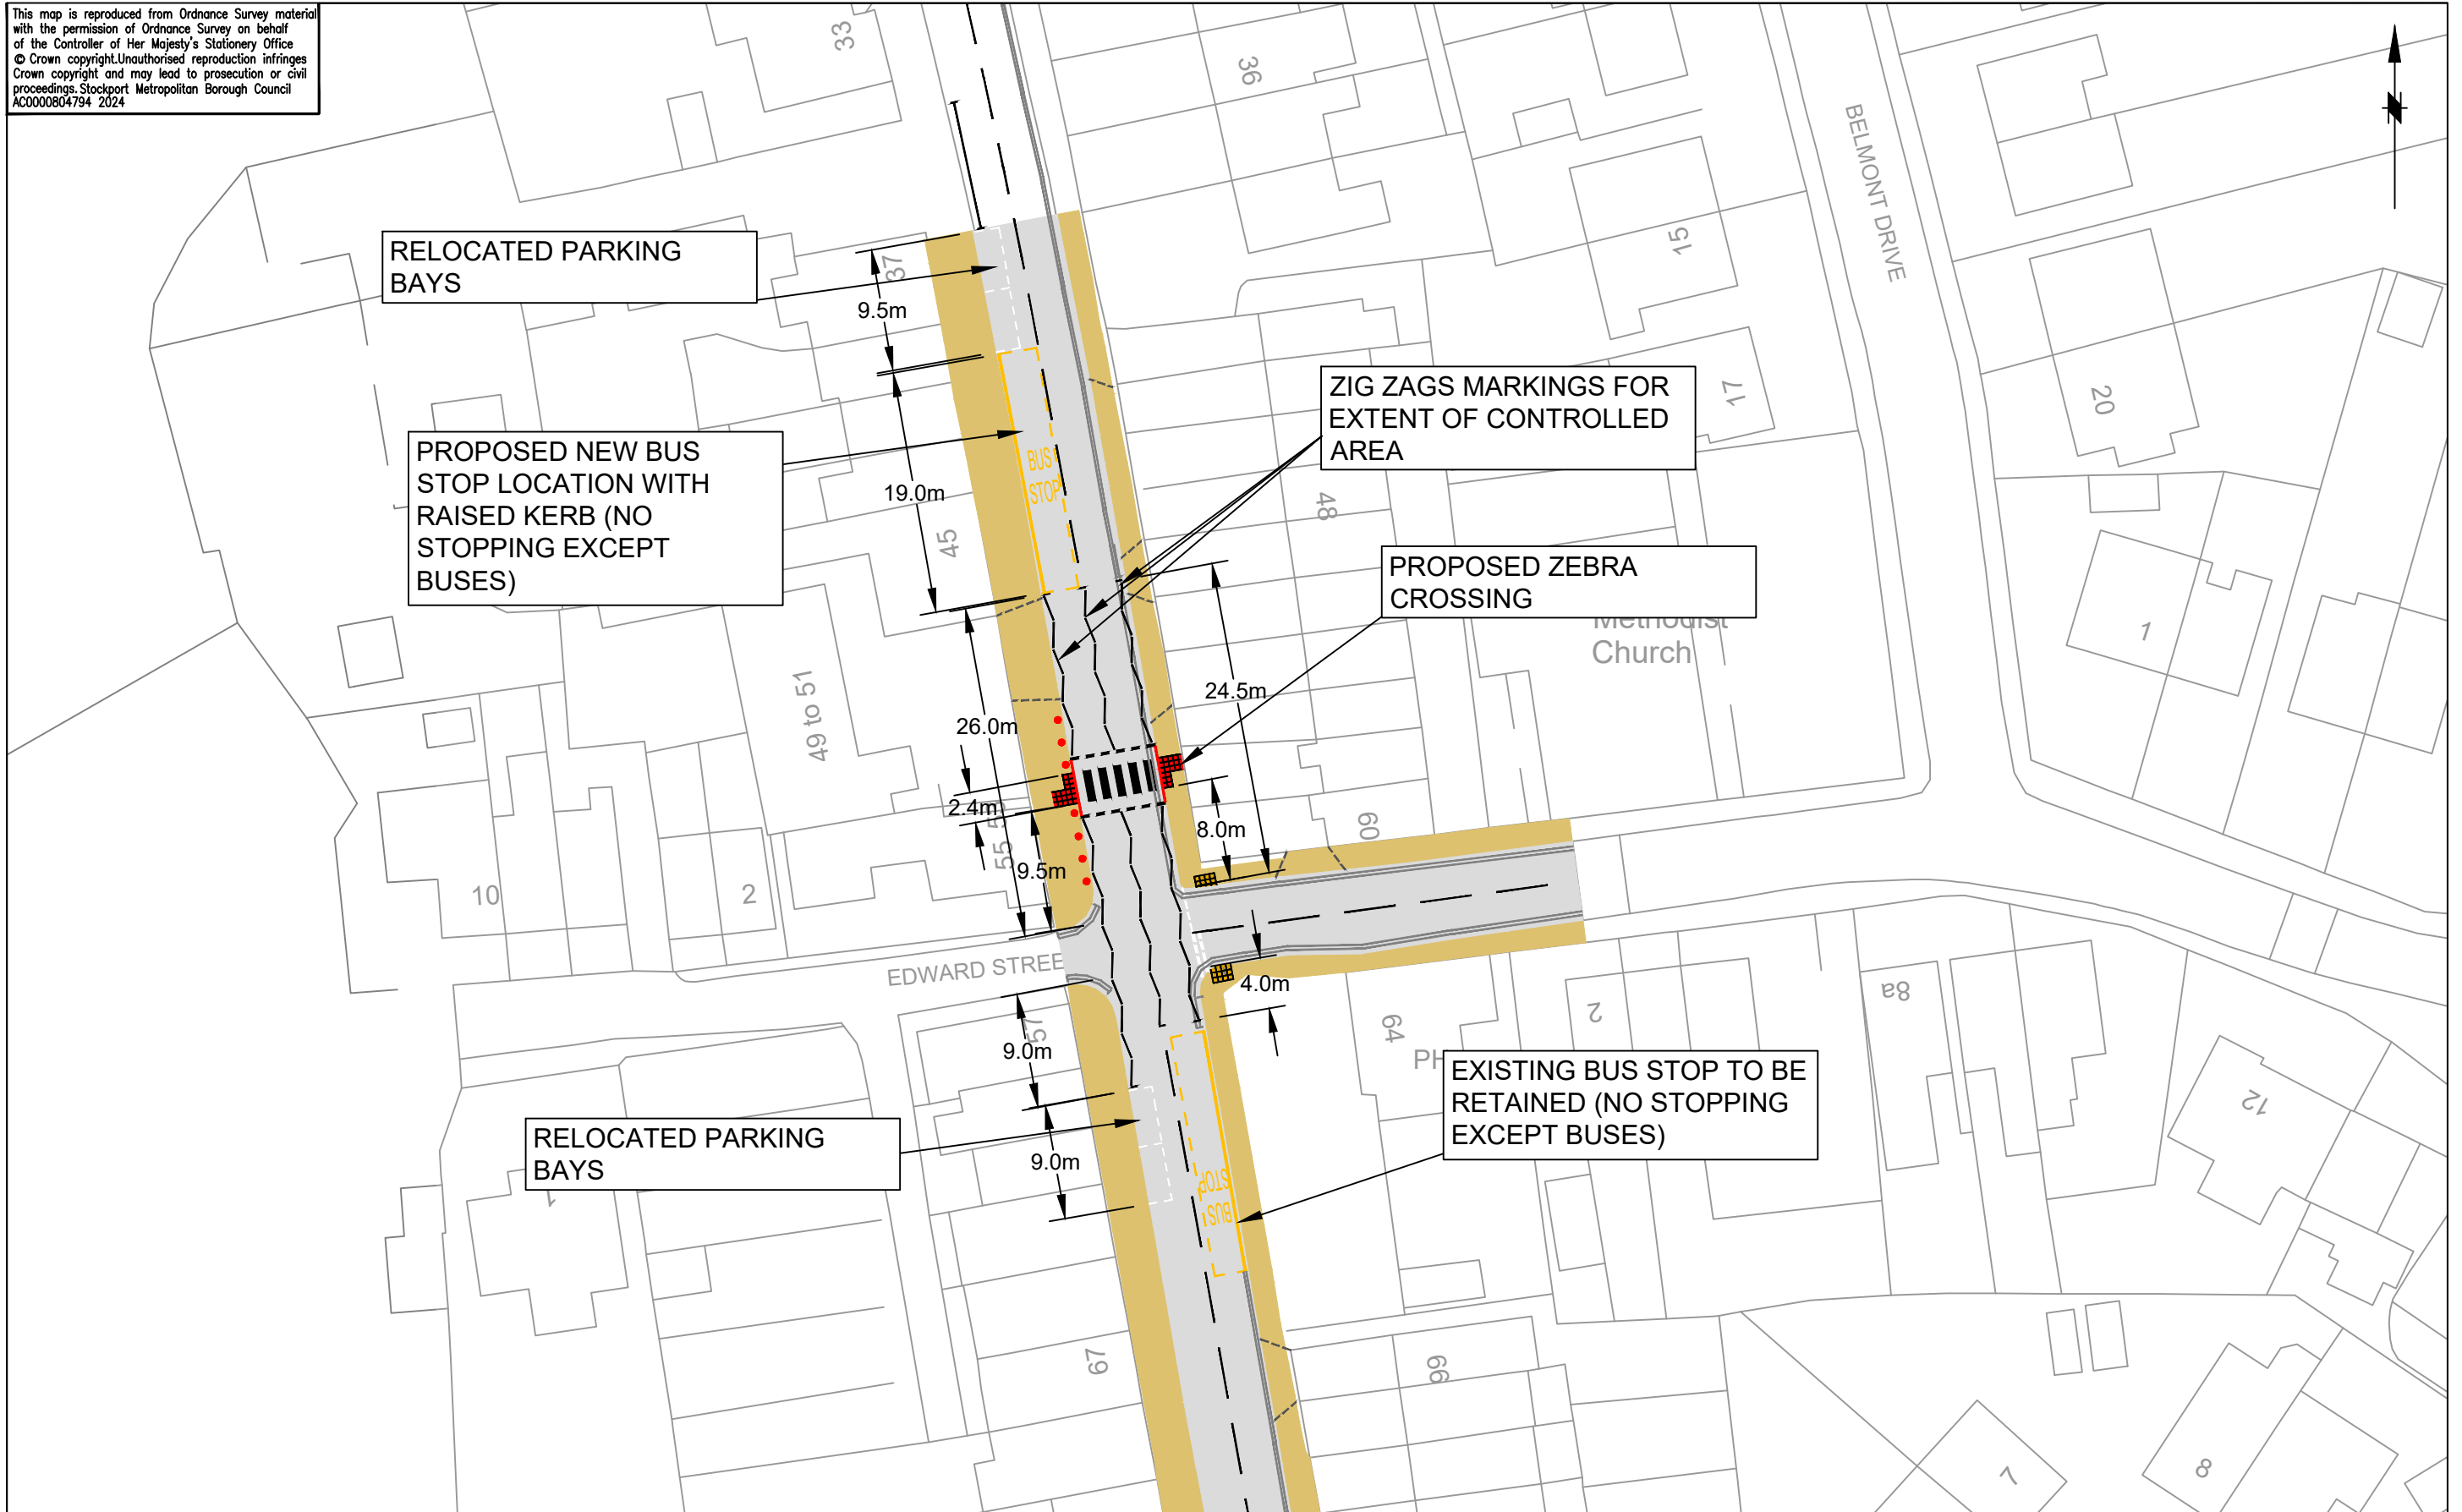 This map is reproduced from Ordnance Survey material
with the permission of Ordnance Survey on behalf
of the Controller of Her Majesty's Stationery Office
© Crown copyright.Unauthorised reproduction infringes
Crown copyright and may lead to prosecution or civil
proceedings. Stockport Metropolitan Borough Council
AC0000804794 2024
33
36
BELMONT DRIVE
RELOCATED PARKING
BAYS
37
15
9.5m
ZIG ZAGS MARKINGS FOR
EXTENT OF CONTROLLED
AREA
17
20
PROPOSED NEW BUS
STOP LOCATION WITH
RAISED KERB (NO
STOPPING EXCEPT
BUSES)
BUS
STOP
19.0m
45
48
PROPOSED ZEBRA
CROSSING
Methodist
Church
1
49 to 51
24.5m
26.0m
2.4m
55
8.0m
60
9.5m
10
2
EDWARD STREE
4.0m
57
64
2
8a
PH
9.0m
EXISTING BUS STOP TO BE
RETAINED (NO STOPPING
EXCEPT BUSES)
12
RELOCATED PARKING
BAYS
9.0m
1
BUS
STOP
67
66
7
8